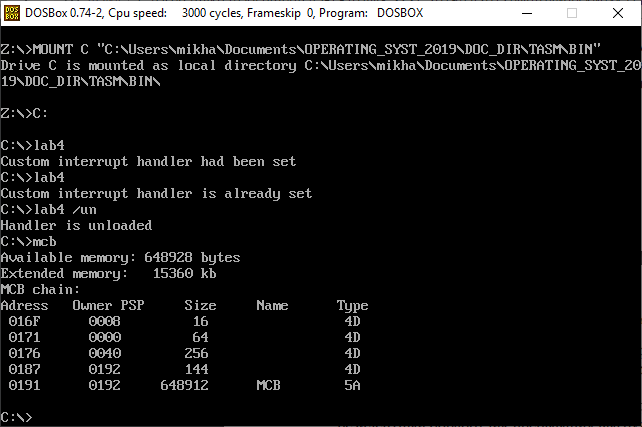 DOS
BOX
DOSBox 0.74-2, Cpu speed:    3000 cycles, Frameskip  0, Program:   DOSBOX
Z:\>MOUNT C "C:\Users\mikha\Documents\OPERATING_SYST_2019\DOC_DIR\TASM\BIN"
Drive C is mounted as local directory C:\Users\mikha\Documents\OPERATING_SYST_20
19\DOC_DIR\TASM\BIN\
Z:\>C:
C:\>lab4
Custom interrupt handler had been set
C:\>lab4
Custom interrupt handler is already set
C:\>lab4 /un
Handler is unloaded
C:\>mcb
Available memory: 648928 bytes
Extended memory:   15360 kb
MCB chain:
Adress   Owner PSP     Size     Name      Type
016F      0008         16                 4D
0171      0000         64                 4D
0176      0040        256                 4D
0187      0192        144                 4D
0191      0192     648912      MCB        5A
C:\>